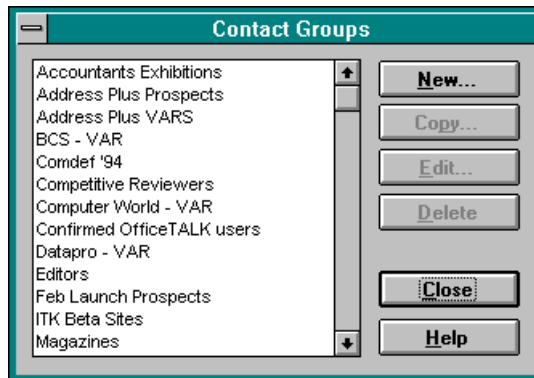 Contact Groups
Accountants Exhibitions
Address Plus Prospects
Address Plus VARS
BCS - VAR
Comdef '94
Competitive Reviewers
Computer World - VAR
Confirmed OfficeTALK users
Datapro - VAR
Editors
Feb Launch Prospects
ITK Beta Sites
Magazines
New...
Copy...
Edit...
Delete
Close
Help